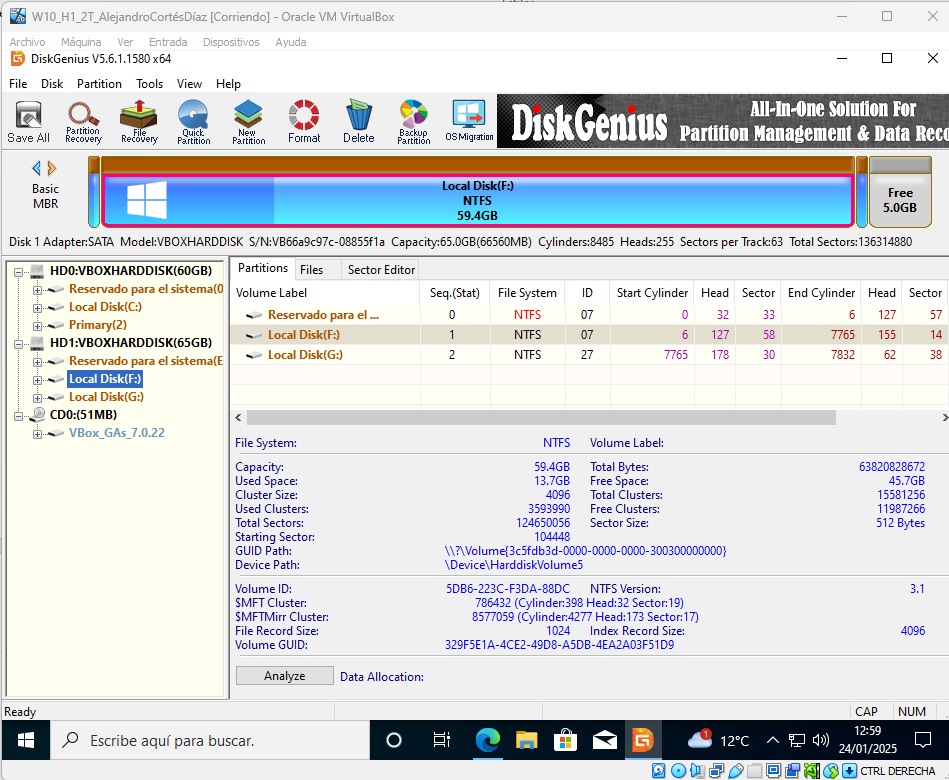 W10_H1_2T_AlejandroCortésDíaz [Corriendo] - Oracle VM VirtualBox
Archivo Máquina Ver Entrada Dispositivos Ayuda
DiskGenius V5.6.1.1580 x64
File Disk Partition Tools View Help
Save All Partition Recovery File Recovery Quick Partition New Partition Format Delete Backup Partition OS Migration
DiskGenius
All-In-One Solution For
Partition Management & Data Reco
Basic
MBR
Local Disk(F:)
NTFS
59.4GB
Free
5.0GB
Disk 1 Adapter:SATA Model:VBOXHARDDISK S/N:VB66a9c97c-08855f1a Capacity:65.0GB(66560MB) Cylinders:8485 Heads:255 Sectors per Track:63 Total Sectors:136314880
HD0:VBOXHARDDISK(60GB)
Reservado para el sistema(0
Local Disk(C:)
Primary(2)
HD1:VBOXHARDDISK(65GB)
Reservado para el sistema(E
Local Disk(F:)
Local Disk(G:)
CD0:(51MB)
VBox_GAs_7.0.22
Partitions Files Sector Editor
Volume Label Seq.(Stat) File System ID Start Cylinder Head Sector End Cylinder Head Sector
Reservado para el ... 0 NTFS 07 0 32 33 6 127 57
Local Disk(F:) 1 NTFS 07 6 127 58 7765 155 14
Local Disk(G:) 2 NTFS 27 7765 178 30 7832 62 38
File System: NTFS Volume Label:
Capacity: 59.4GB Total Bytes: 63820828672
Used Space: 13.7GB Free Space: 45.7GB
Cluster Size: 4096 Total Clusters: 15581256
Used Clusters: 3593990 Free Clusters: 11987266
Total Sectors: 124650056 Sector Size: 512 Bytes
Starting Sector: 104448
GUID Path: \\?\Volume{3c5fdb3d-0000-0000-0000-300300000000}
Device Path: \Device\HarddiskVolume5
Volume ID: 5DB6-223C-F3DA-88DC NTFS Version: 3.1
$MFT Cluster: 786432 (Cylinder:398 Head:32 Sector:19)
$MFTMirr Cluster: 8577059 (Cylinder:4277 Head:173 Sector:17)
File Record Size: 1024 Index Record Size: 4096
Volume GUID: 329F5E1A-4CE2-49D8-A5DB-4EA2A03F51D9
Analyze Data Allocation:
Ready CAP NUM
Escribe aquí para buscar. 1 12°C 12:59
24/01/2025
CTRL DERECHA